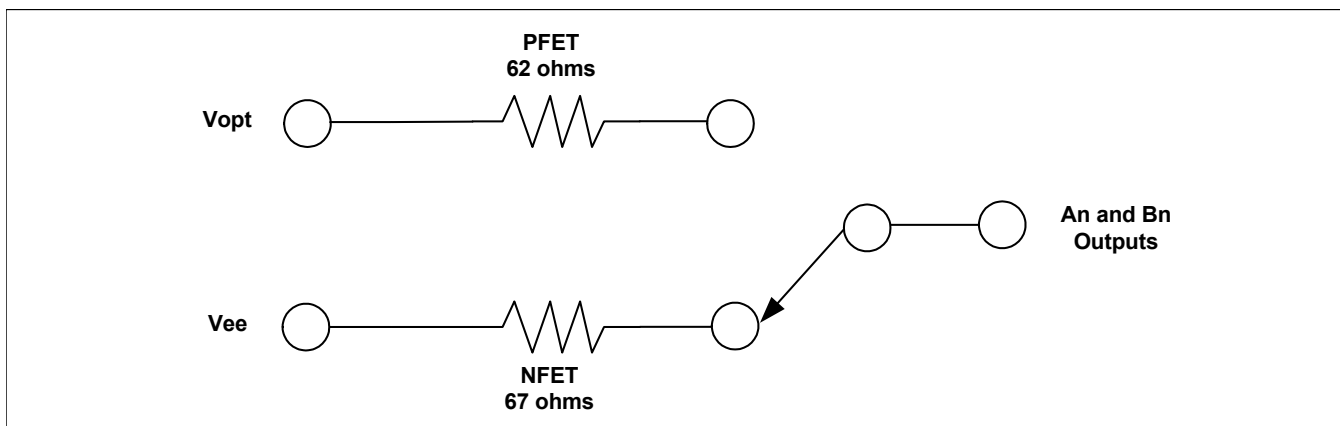 PFET
62 ohms
Vopt
An and Bn
Outputs
Vee
NFET
67 ohms